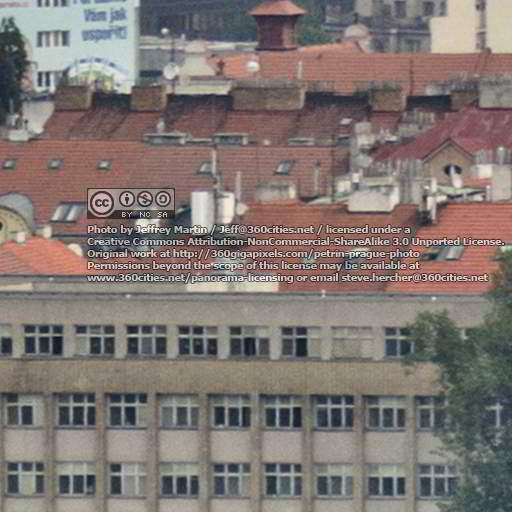 Vám jak
uspořit
cc
BY NC SA
Photo by Jeffrey Martin / Jeff@360cities.net / licensed under a
Creative Commons Attribution-NonCommercial-ShareAlike 3.0 Unported License.
Original work at http://360gigapixels.com/petrin-prague-photo
Permissions beyond the scope of this license may be available at
www.360cities.net/panorama-licensing or email steve.hercher@360cities.net